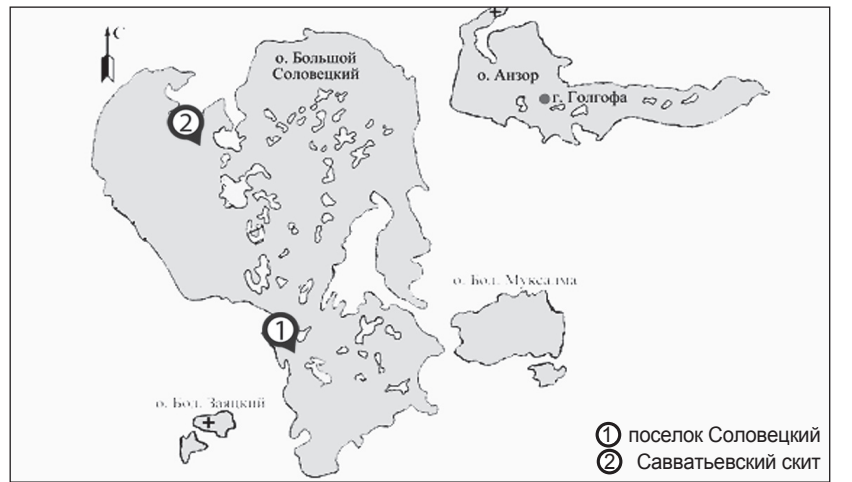 С
о. Большой
Соловецкий
о. Анзор
г. Голгофа
2
о. Бол. Муксалма
1
о. Бол. Заяцкий
1 поселок Соловецкий
2 Савватьевский скит